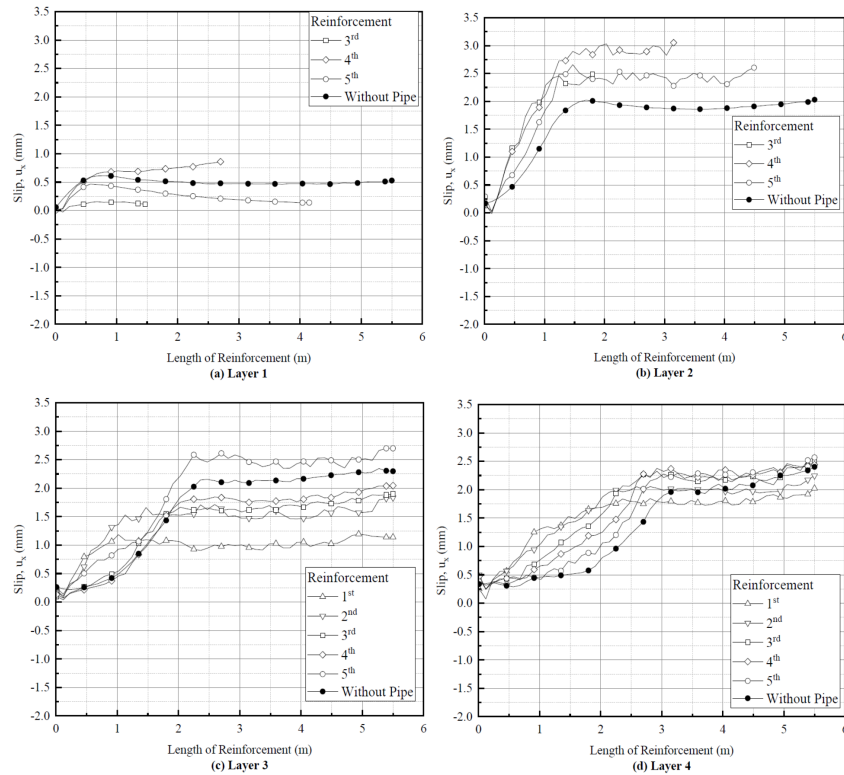 3.5
3.0
2.5
2.0
1.5
1.0
0.5
0.0
-0.5
-1.0
-1.5
-2.0
Slip, uₓ (mm)
Reinforcement
3rd
4th
5th
Without Pipe
0 1 2 3 4 5 6
Length of Reinforcement (m)
(a) Layer 1
3.5
3.0
2.5
2.0
1.5
1.0
0.5
0.0
-0.5
-1.0
-1.5
-2.0
Slip, uₓ (mm)
Reinforcement
3rd
4th
5th
Without Pipe
0 1 2 3 4 5 6
Length of Reinforcement (m)
(b) Layer 2
3.5
3.0
2.5
2.0
1.5
1.0
0.5
0.0
-0.5
-1.0
-1.5
-2.0
Slip, uₓ (mm)
Reinforcement
1st
2nd
3rd
4th
5th
Without Pipe
0 1 2 3 4 5 6
Length of Reinforcement (m)
(c) Layer 3
3.5
3.0
2.5
2.0
1.5
1.0
0.5
0.0
-0.5
-1.0
-1.5
-2.0
Slip, uₓ (mm)
Reinforcement
1st
2nd
3rd
4th
5th
Without Pipe
0 1 2 3 4 5 6
Length of Reinforcement (m)
(d) Layer 4